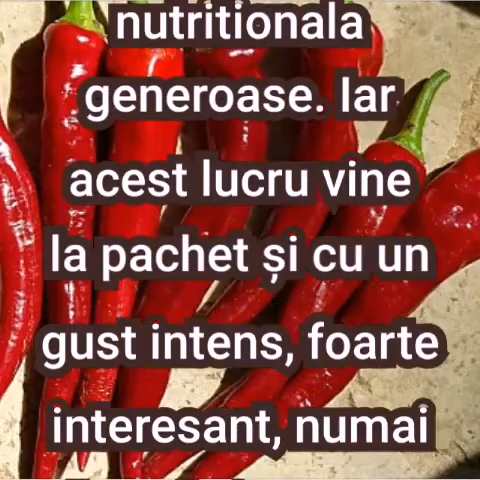 nutritionala
generoase. Iar
acest lucru vine
la pachet și cu un
gust intens, foarte
interesant, numai